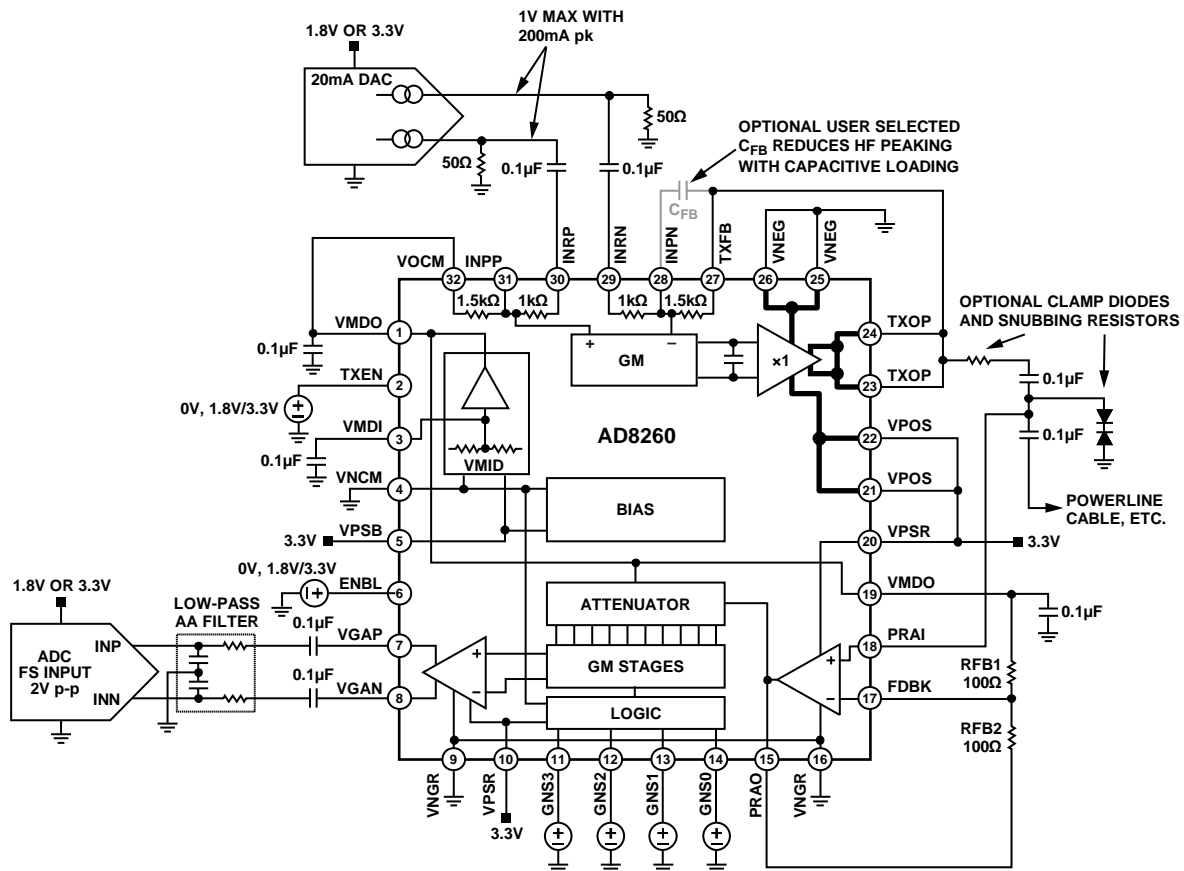 1V MAX WITH
200mA pk
1.8V OR 3.3V
20mA DAC
50Ω
50Ω
0.1µF
0.1µF
OPTIONAL USER SELECTED
CFB REDUCES HF PEAKING
WITH CAPACITIVE LOADING
CFB
VOCM
INPP
INRP
INRN
INPN
TXFB
VNEG
VNEG
32
31
30
29
28
27
26
25
1.5kΩ
1kΩ
1kΩ
1.5kΩ
VMDO
1
0.1µF
TXEN
2
0V, 1.8V/3.3V
VMDI
3
0.1µF
VNCM
4
VPSB
5
3.3V
0V, 1.8V/3.3V
ENBL
6
+
GM
–
×1
VMID
AD8260
BIAS
24
TXOP
23
TXOP
22
VPOS
21
VPOS
20
VPSR
3.3V
19
VMDO
0.1µF
18
PRAI
17
FDBK
OPTIONAL CLAMP DIODES
AND SNUBBING RESISTORS
0.1µF
0.1µF
POWERLINE
CABLE, ETC.
RFB1
100Ω
RFB2
100Ω
1.8V OR 3.3V
LOW-PASS
AA FILTER
0.1µF
VGAP
7
INP
ADC
FS INPUT
2V p-p
INN
0.1µF
VGAN
8
ATTENUATOR
GM STAGES
LOGIC
+
–
+
–
9
10
11
12
13
14
15
16
VNGR
VPSR
GNS3
GNS2
GNS1
GNS0
PRAO
VNGR
3.3V